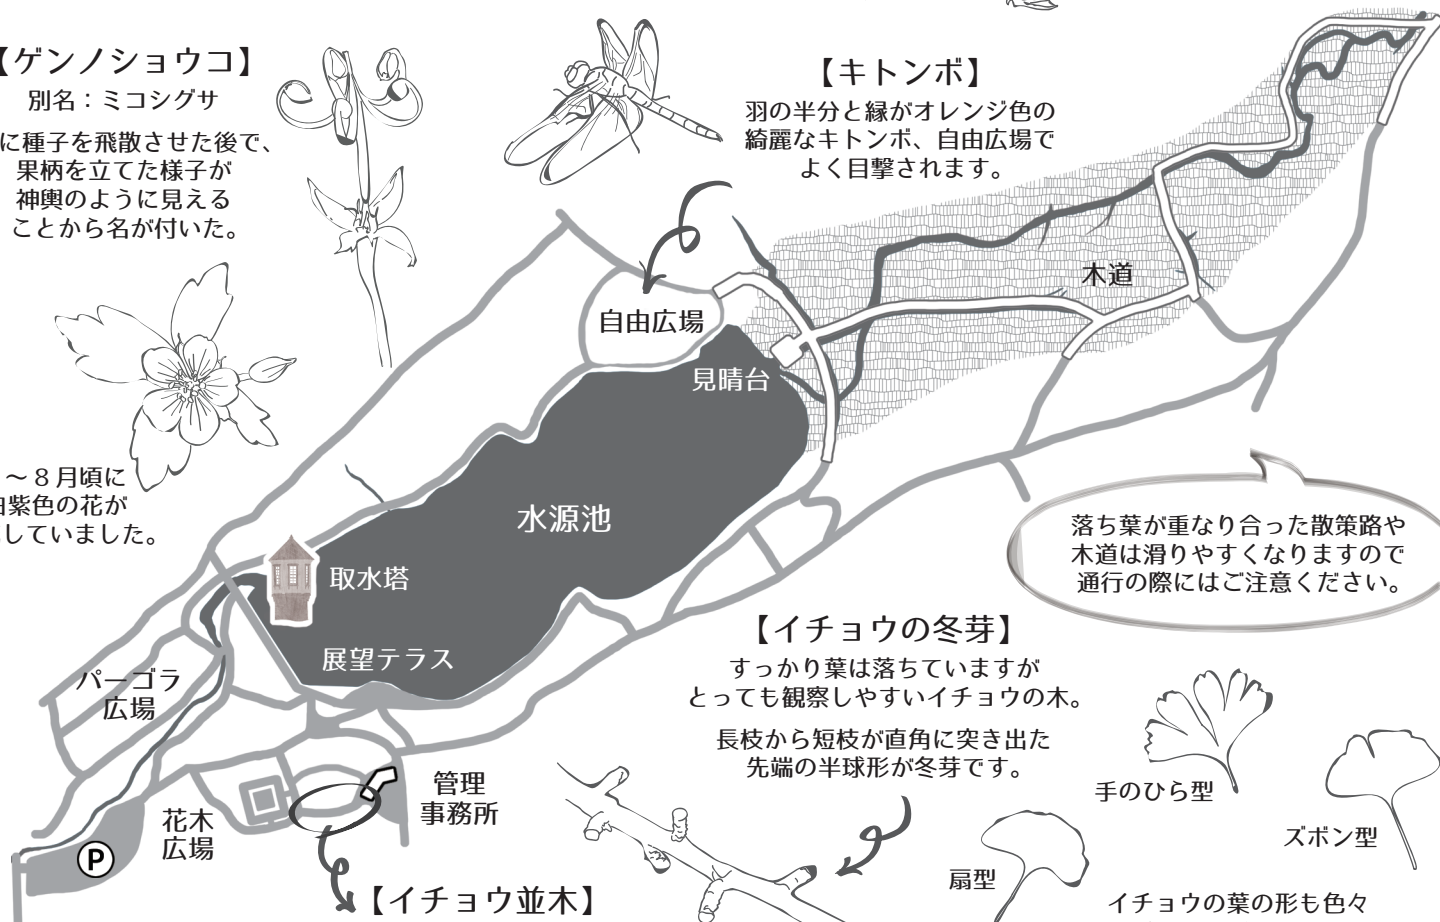 【ゲンノショウコ】
別名：ミコシグサ
に種子を飛散させた後で、
果柄を立てた様子が
神輿のように見える
ことから名が付いた。
～８月頃に
紫色の花が
していました。
【キトンボ】
羽の半分と縁がオレンジ色の
綺麗なキトンボ、自由広場で
よく目撃されます。
木道
自由広場
見晴台
水源池
取水塔
展望テラス
パーゴラ
広場
管理
事務所
花木
広場
P
【イチョウ並木】
落ち葉が重なり合った散策路や
木道は滑りやすくなりますので
通行の際にはご注意ください。
【イチョウの冬芽】
すっかり葉は落ちていますが
とっても観察しやすいイチョウの木。
長枝から短枝が直角に突き出た
先端の半球形が冬芽です。
手のひら型
ズボン型
扇型
イチョウの葉の形も色々